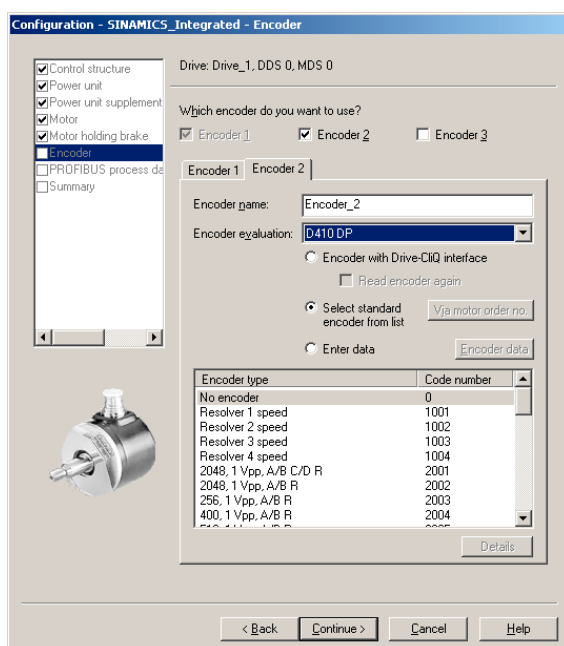 Configuration - SINAMICS_Integrated - Encoder
Control structure
Power unit
Power unit supplement
Motor
Motor holding brake
Encoder
PROFIBUS process da
Summary
Drive: Drive_1, DDS 0, MDS 0
Which encoder do you want to use?
Encoder 1 Encoder 2 Encoder 3
Encoder 1 Encoder 2
Encoder name: Encoder_2
Encoder evaluation: D410 DP
Encoder with Drive-CliQ interface
Read encoder again
Select standard encoder from list
Via motor order no.
Enter data Encoder data
Encoder type Code number
No encoder 0
Resolver 1 speed 1001
Resolver 2 speed 1002
Resolver 3 speed 1003
Resolver 4 speed 1004
2048, 1 Vpp, A/B C/D R 2001
2048, 1 Vpp, A/B R 2002
256, 1 Vpp, A/B R 2003
400, 1 Vpp, A/B R 2004
Details
< Back Continue > Cancel Help